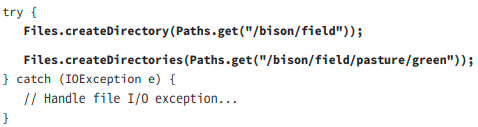 try {
   Files.createDirectory(Paths.get("/bison/field"));
   Files.createDirectories(Paths.get("/bison/field/pasture/green"));
} catch (IOException e) {
   // Handle file I/O exception...
}